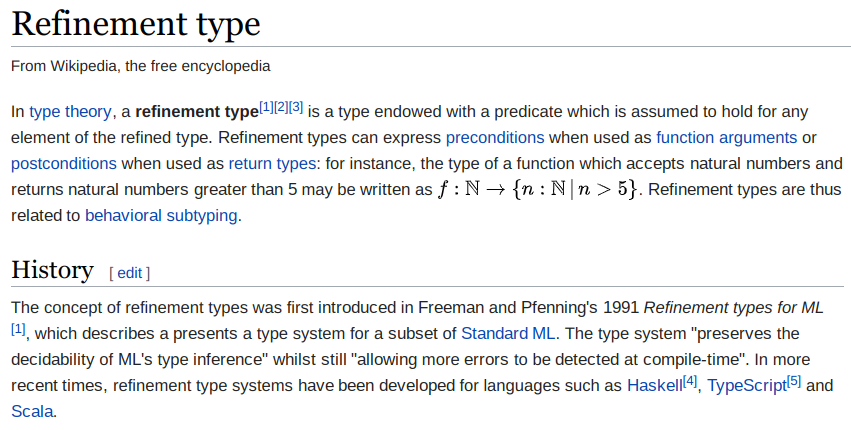 Refinement type
From Wikipedia, the free encyclopedia
In type theory, a refinement type[1][2][3] is a type endowed with a predicate which is assumed to hold for any
element of the refined type. Refinement types can express preconditions when used as function arguments or
postconditions when used as return types: for instance, the type of a function which accepts natural numbers and
returns natural numbers greater than 5 may be written as f : ℕ → {n : ℕ | n > 5}. Refinement types are thus
related to behavioral subtyping.
History [ edit ]
The concept of refinement types was first introduced in Freeman and Pfenning's 1991 Refinement types for ML
[1], which describes a presents a type system for a subset of Standard ML. The type system "preserves the
decidability of ML's type inference" whilst still "allowing more errors to be detected at compile-time". In more
recent times, refinement type systems have been developed for languages such as Haskell[4], TypeScript[5] and
Scala.